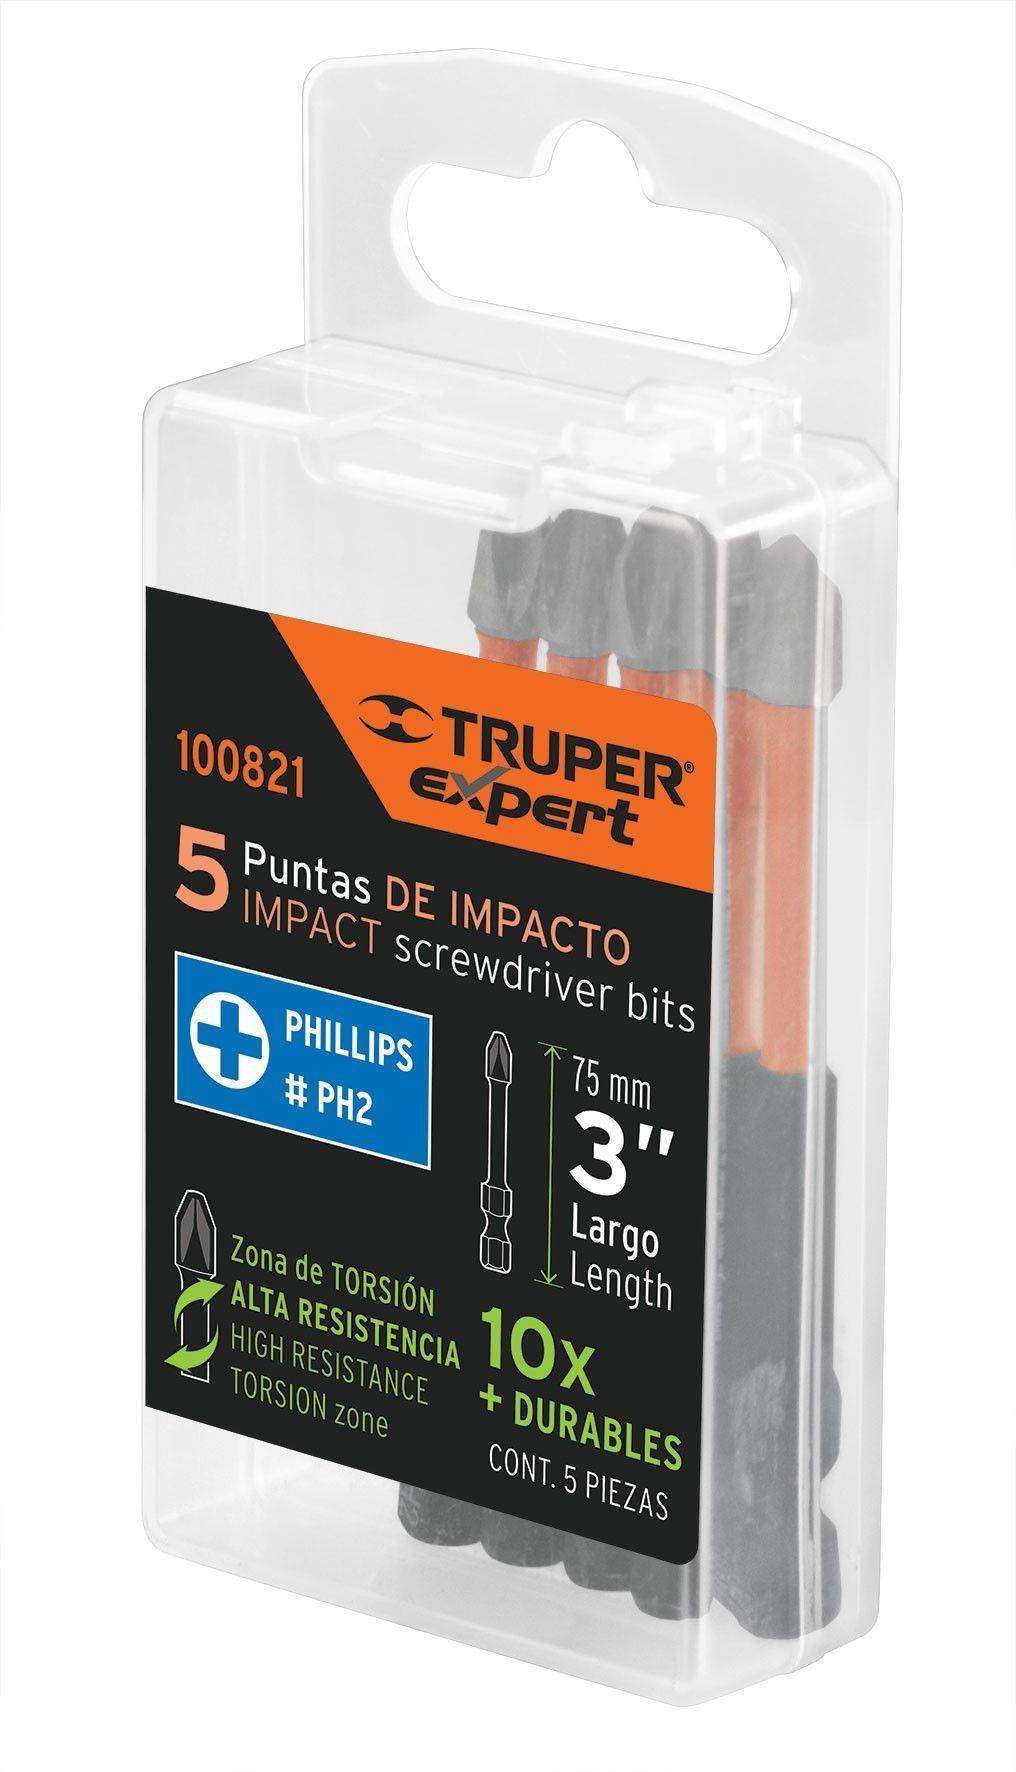 TRUPER®
expert
100821
5 Puntas DE IMPACTO
IMPACT screwdriver bits
PHILLIPS
# PH2
75 mm
3"
Largo
Length
Zona de TORSIÓN
ALTA RESISTENCIA
HIGH RESISTANCE
TORSION zone
10x
+ DURABLES
CONT. 5 PIEZAS